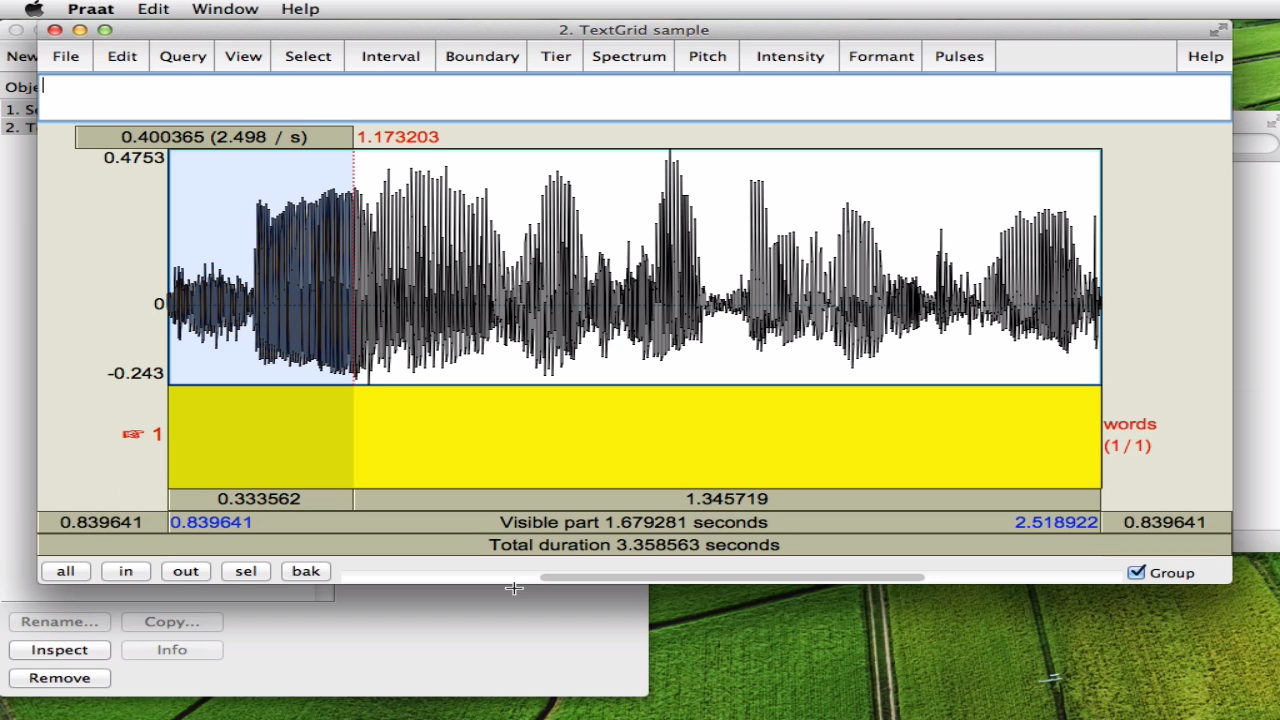 Praat Edit Window Help
2. TextGrid sample
New
File Edit Query View Select Interval Boundary Tier Spectrum Pitch Intensity Formant Pulses Help
Obje
1. S
2. T
0.400365 (2.498 / s) 1.173203
0.4753
0
-0.243
☞ 1
words
(1 / 1)
0.333562 1.345719
0.839641 0.839641 Visible part 1.679281 seconds 2.518922 0.839641
Total duration 3.358563 seconds
all in out sel bak Group
Rename... Copy...
Inspect Info
Remove